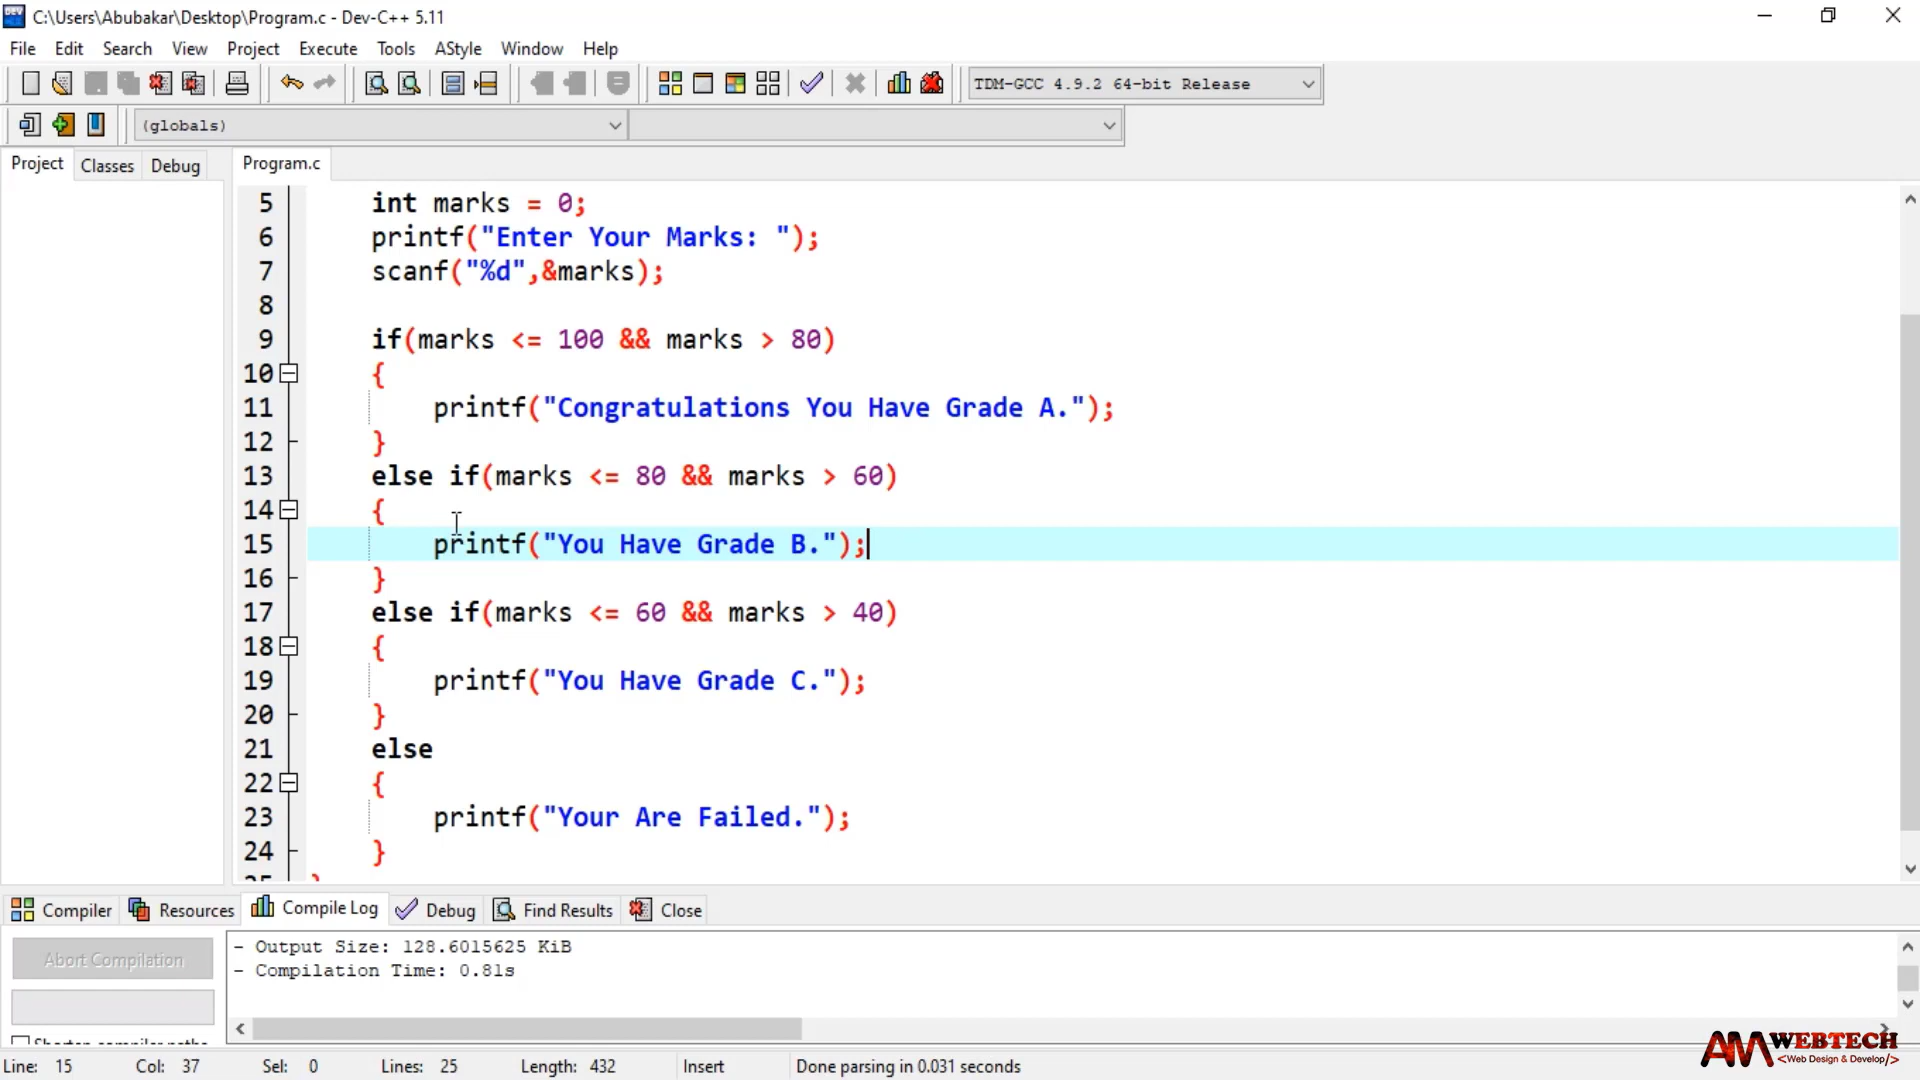 C:\Users\Abubakar\Desktop\Program.c - Dev-C++ 5.11
File Edit Search View Project Execute Tools AStyle Window Help
TDM-GCC 4.9.2 64-bit Release
(globals)
Project Classes Debug Program.c
5 int marks = 0;
6 printf("Enter Your Marks: ");
7 scanf("%d",&marks);
8
9 if(marks <= 100 && marks > 80)
10 {
11 printf("Congratulations You Have Grade A.");
12 }
13 else if(marks <= 80 && marks > 60)
14 {
15 printf("You Have Grade B.");
16 }
17 else if(marks <= 60 && marks > 40)
18 {
19 printf("You Have Grade C.");
20 }
21 else
22 {
23 printf("Your Are Failed.");
24 }
Compiler Resources Compile Log Debug Find Results Close
Abort Compilation
- Output Size: 128.6015625 KiB
- Compilation Time: 0.81s
Line: 15 Col: 37 Sel: 0 Lines: 25 Length: 432 Insert Done parsing in 0.031 seconds
AM WEBTECH
<Web Design & Develop/>